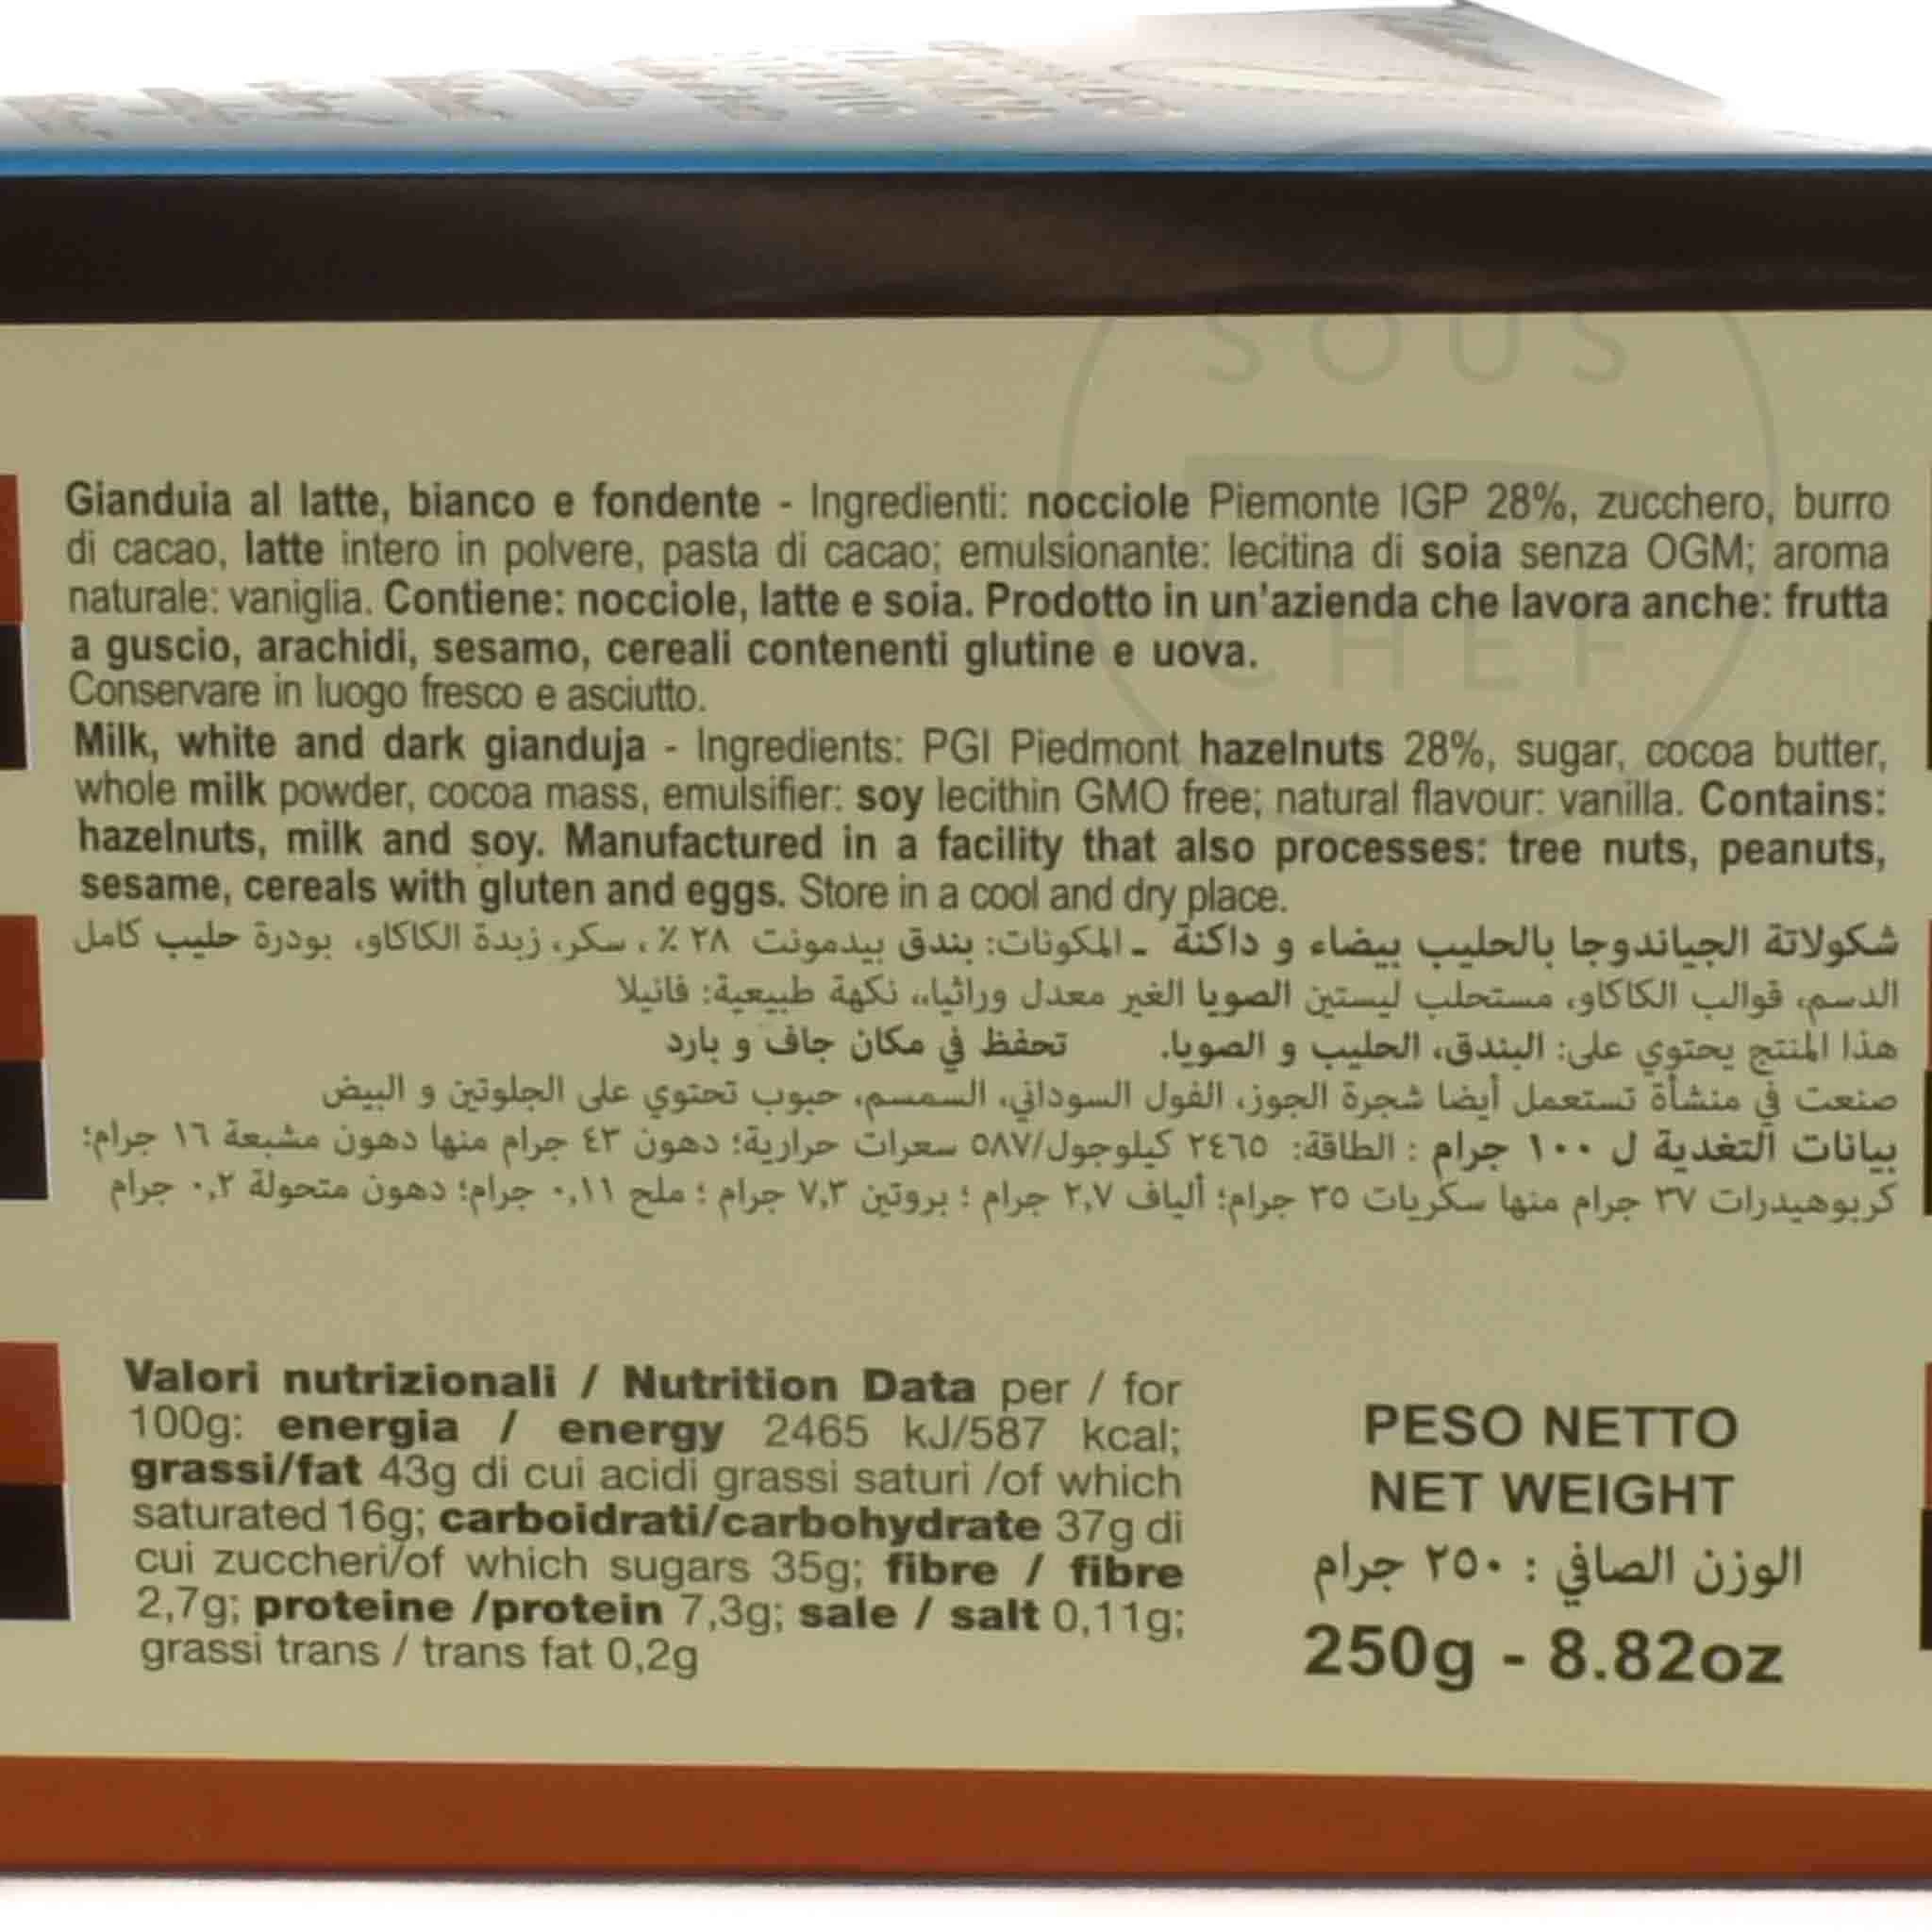 SOUS
CHEF
Gianduia al latte, bianco e fondente - Ingredienti: nocciole Piemonte IGP 28%, zucchero, burro
di cacao, latte intero in polvere, pasta di cacao; emulsionante: lecitina di soia senza OGM; aroma
naturale: vaniglia. Contiene: nocciole, latte e soia. Prodotto in un'azienda che lavora anche: frutta
a guscio, arachidi, sesamo, cereali contenenti glutine e uova.
Conservare in luogo fresco e asciutto.
Milk, white and dark gianduja - Ingredients: PGI Piedmont hazelnuts 28%, sugar, cocoa butter,
whole milk powder, cocoa mass, emulsifier: soy lecithin GMO free; natural flavour: vanilla. Contains:
hazelnuts, milk and soy. Manufactured in a facility that also processes: tree nuts, peanuts,
sesame, cereals with gluten and eggs. Store in a cool and dry place.
شكولاتة الجياندوجا بالحليب بيضاء و داكنة - المكونات: بندق بيدمونت ٢٨ ٪، سكر، زبدة الكاكاو، بودرة حليب كامل
الدسم، قوالب الكاكاو، مستحلب ليستين الصويا الغير معدل وراثيا،، نكهة طبيعية: فانيلا
هذا المنتج يحتوي على: البندق، الحليب و الصويا. تحفظ في مكان جاف و بارد
صنعت في منشأة تستعمل أيضا شجرة الجوز، الفول السوداني، السمسم، حبوب تحتوي على الجلوتين و البيض
بيانات التغدية ل ١٠٠ جرام : الطاقة: ٢٤٦٥ كيلوجول/٥٨٧ سعرات حرارية؛ دهون ٤٣ جرام منها دهون مشبعة ١٦ جرام؛
كربوهيدرات ٣٧ جرام منها سكريات ٣٥ جرام؛ ألياف ٢,٧ جرام ؛ بروتين ٧,٣ جرام ؛ ملح ٠,١١ جرام؛ دهون متحولة ٠,٢ جرام
Valori nutrizionali / Nutrition Data per / for
100g: energia / energy 2465 kJ/587 kcal;
grassi/fat 43g di cui acidi grassi saturi /of which
saturated 16g; carboidrati/carbohydrate 37g di
cui zuccheri/of which sugars 35g; fibre / fibre
2,7g; proteine /protein 7,3g; sale / salt 0,11g;
grassi trans / trans fat 0,2g
PESO NETTO
NET WEIGHT
الوزن الصافي : ٢٥٠ جرام
250g - 8.82oz